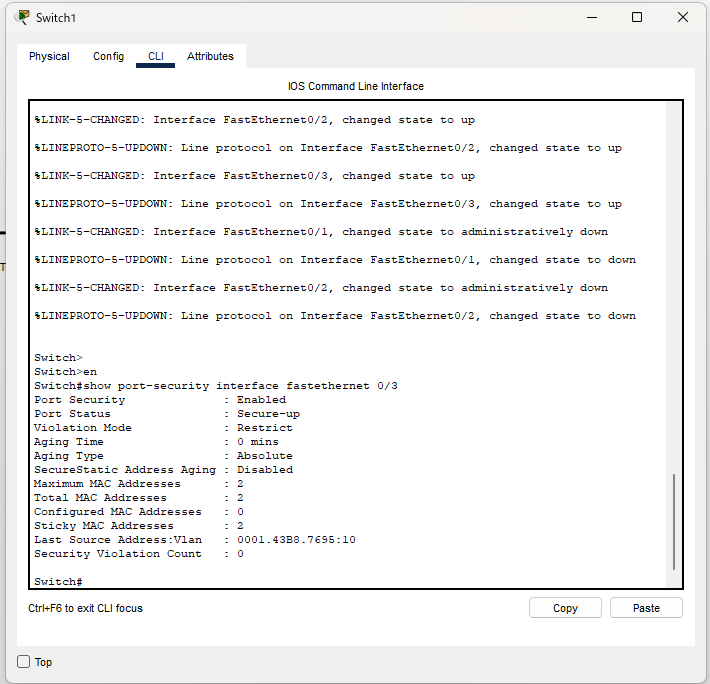 Switch1
Physical Config CLI Attributes
IOS Command Line Interface
%LINK-5-CHANGED: Interface FastEthernet0/2, changed state to up
%LINEPROTO-5-UPDOWN: Line protocol on Interface FastEthernet0/2, changed state to up
%LINK-5-CHANGED: Interface FastEthernet0/3, changed state to up
%LINEPROTO-5-UPDOWN: Line protocol on Interface FastEthernet0/3, changed state to up
%LINK-5-CHANGED: Interface FastEthernet0/1, changed state to administratively down
%LINEPROTO-5-UPDOWN: Line protocol on Interface FastEthernet0/1, changed state to down
%LINK-5-CHANGED: Interface FastEthernet0/2, changed state to administratively down
%LINEPROTO-5-UPDOWN: Line protocol on Interface FastEthernet0/2, changed state to down
Switch>
Switch>en
Switch#show port-security interface fastethernet 0/3
Port Security : Enabled
Port Status : Secure-up
Violation Mode : Restrict
Aging Time : 0 mins
Aging Type : Absolute
SecureStatic Address Aging : Disabled
Maximum MAC Addresses : 2
Total MAC Addresses : 2
Configured MAC Addresses : 0
Sticky MAC Addresses : 2
Last Source Address:Vlan : 0001.43B8.7695:10
Security Violation Count : 0
Switch#
Ctrl+F6 to exit CLI focus
Copy Paste
Top
T